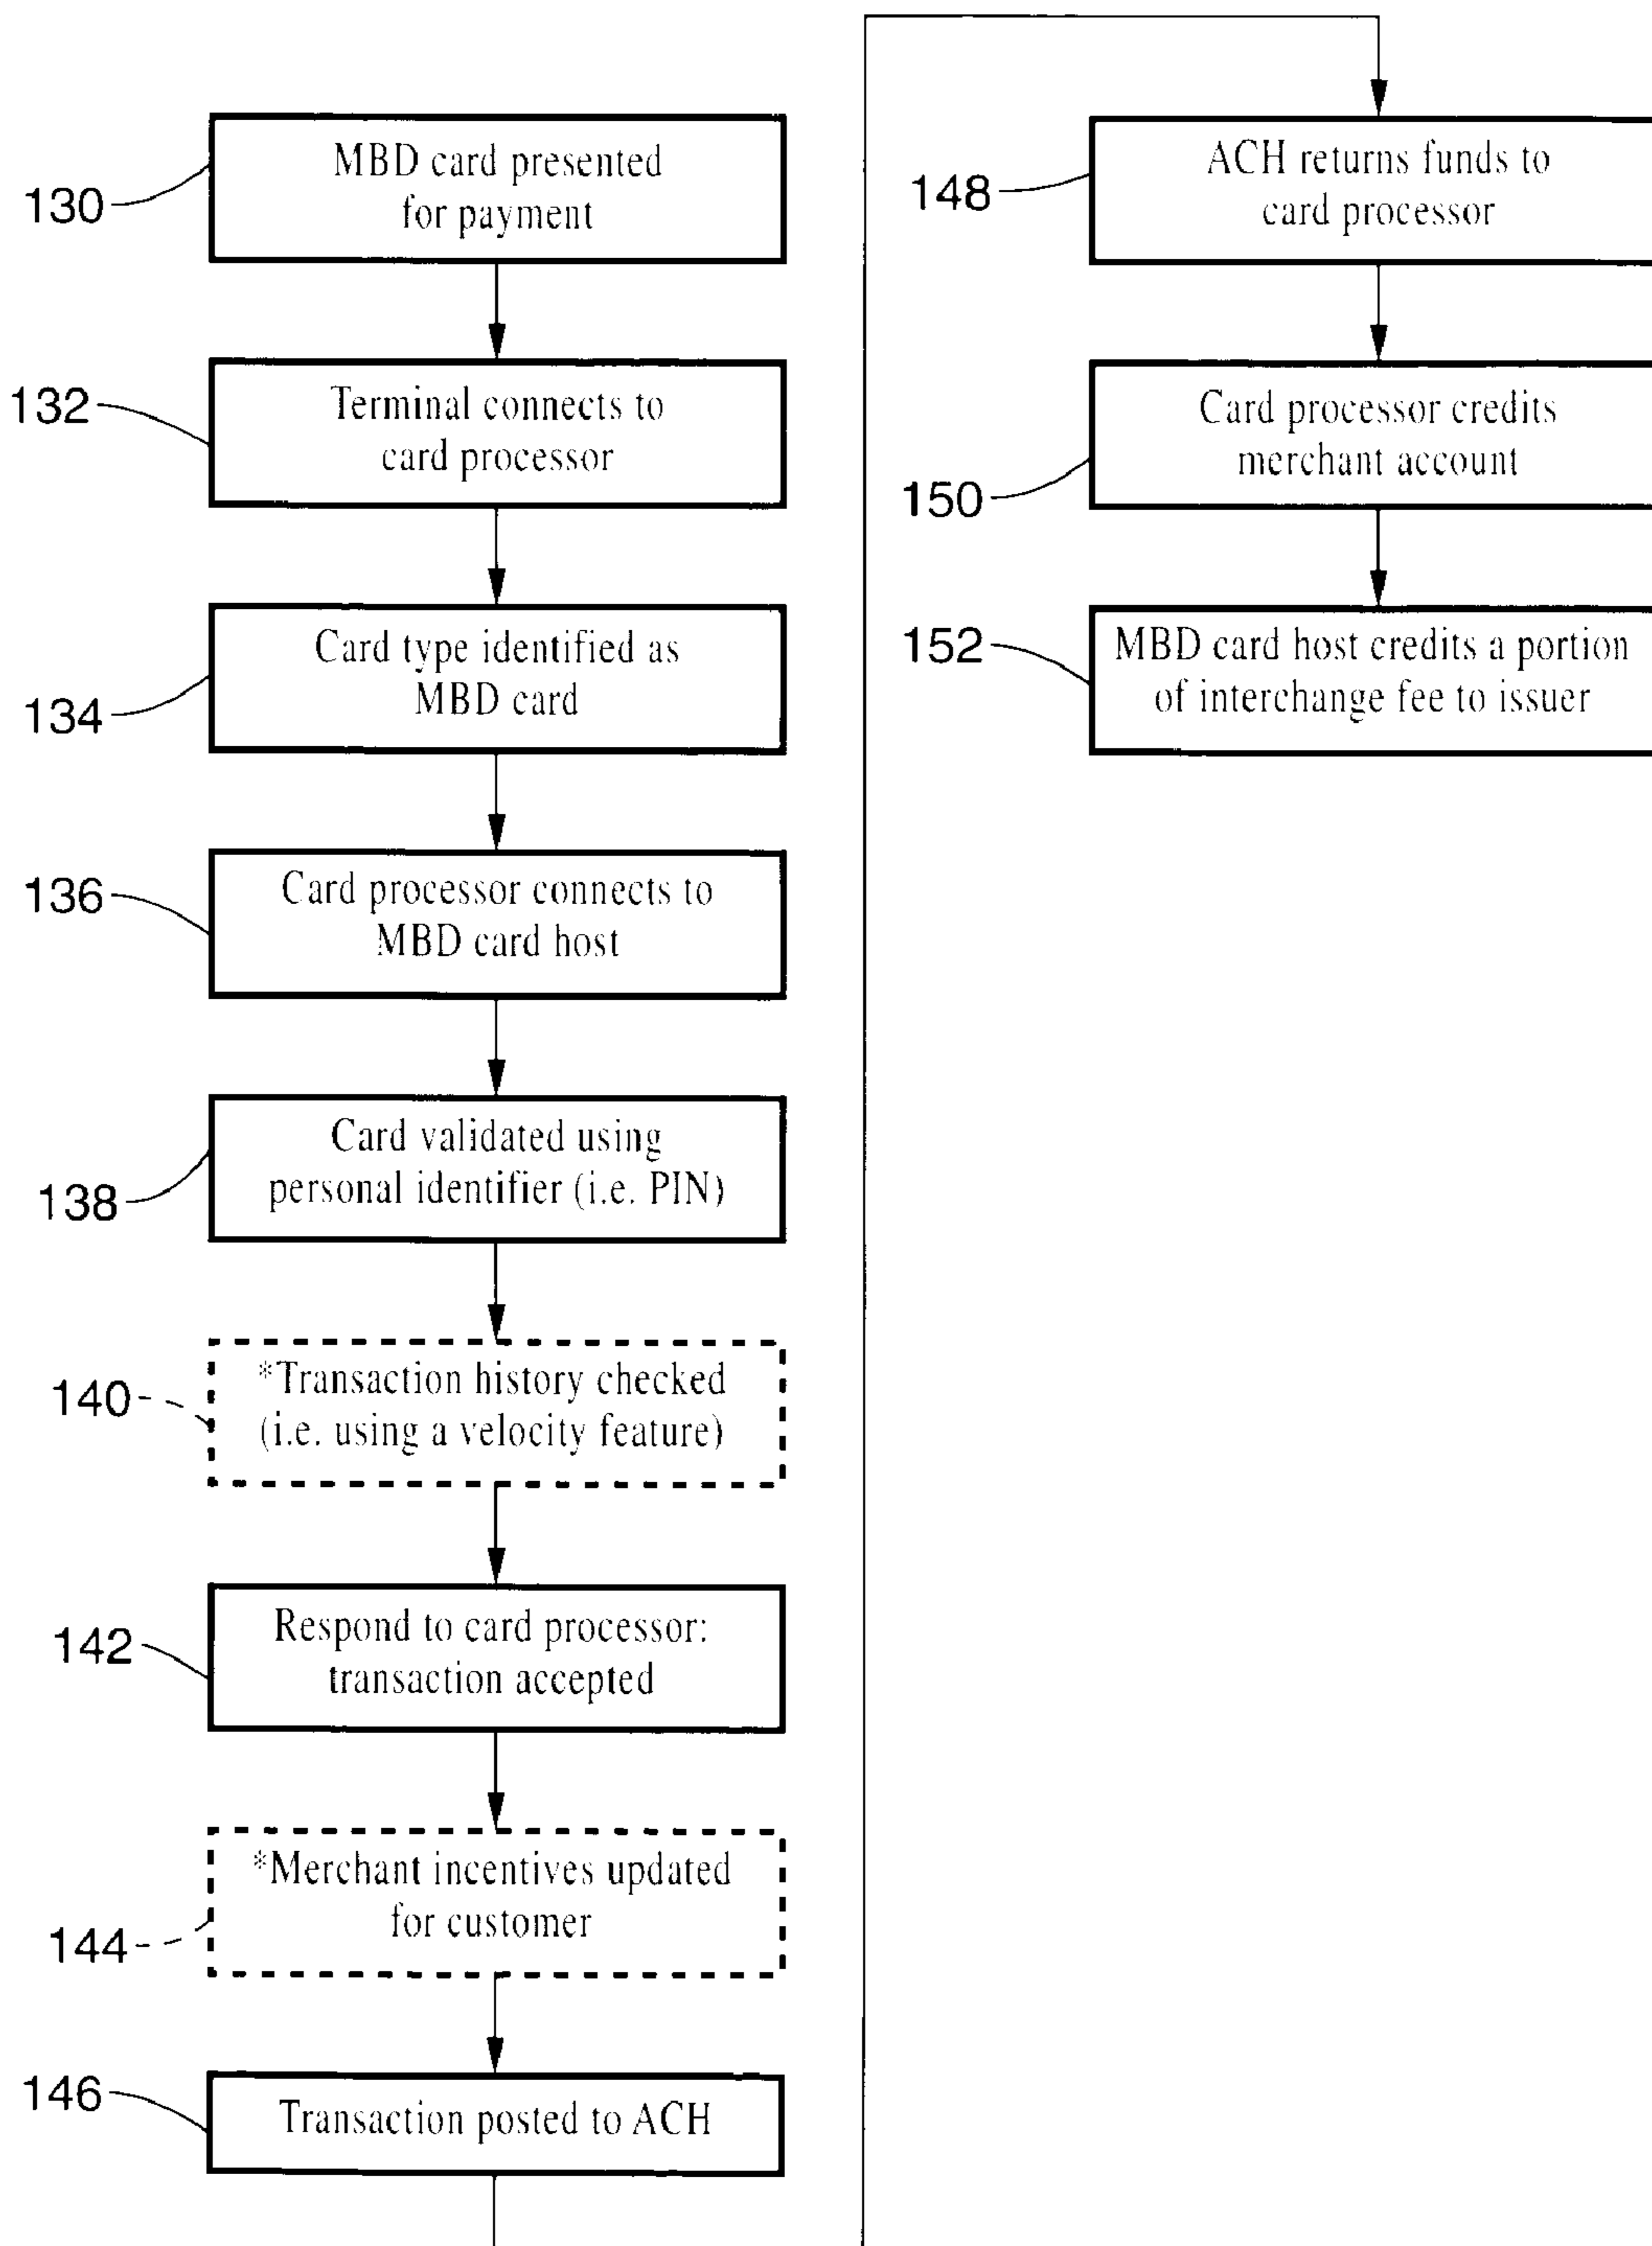 130
MBD card presented
for payment
132
Terminal connects to
card processor
134
Card type identified as
MBD card
136
Card processor connects to
MBD card host
138
Card validated using
personal identifier (i.e. PIN)
140
*Transaction history checked
(i.e. using a velocity feature)
142
Respond to card processor:
transaction accepted
144
*Merchant incentives updated
for customer
146
Transaction posted to ACH
148
ACH returns funds to
card processor
150
Card processor credits
merchant account
152
MBD card host credits a portion
of interchange fee to issuer